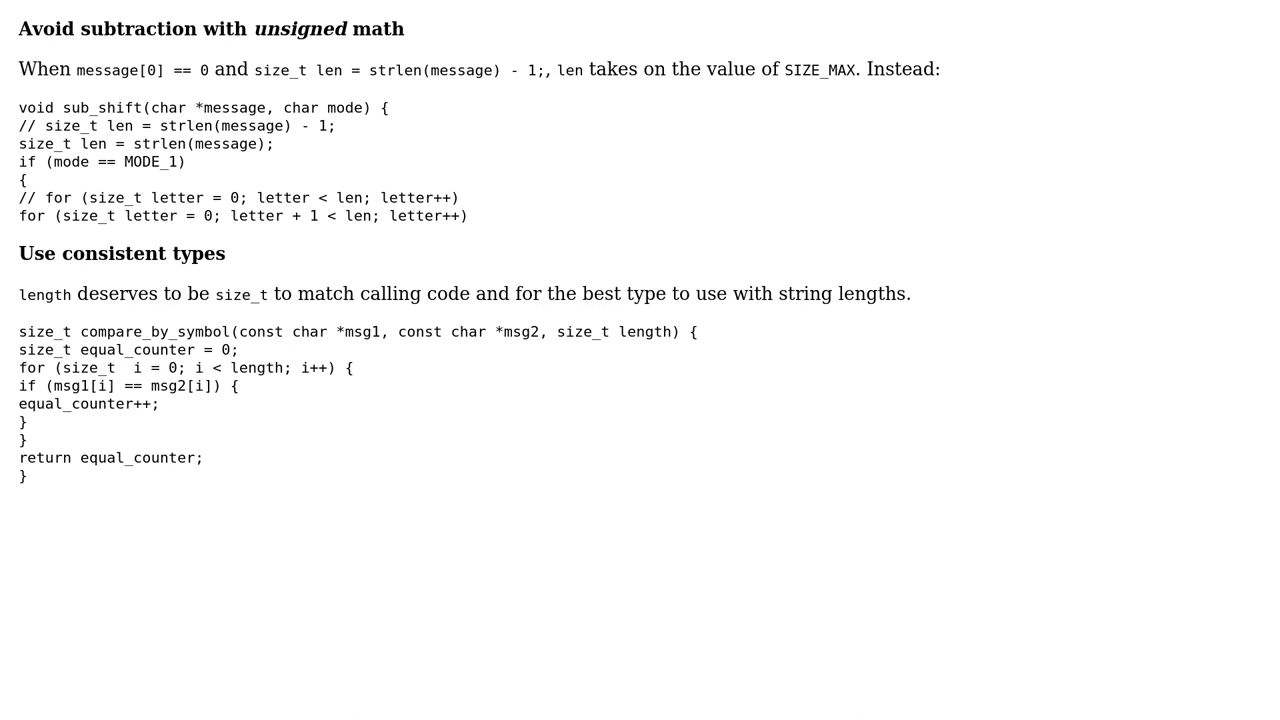 Avoid subtraction with unsigned math
When message[0] == 0 and size_t len = strlen(message) - 1;, len takes on the value of SIZE_MAX. Instead:
void sub_shift(char *message, char mode) {
// size_t len = strlen(message) - 1;
size_t len = strlen(message);
if (mode == MODE_1)
{
// for (size_t letter = 0; letter < len; letter++)
for (size_t letter = 0; letter + 1 < len; letter++)
Use consistent types
length deserves to be size_t to match calling code and for the best type to use with string lengths.
size_t compare_by_symbol(const char *msg1, const char *msg2, size_t length) {
size_t equal_counter = 0;
for (size_t  i = 0; i < length; i++) {
if (msg1[i] == msg2[i]) {
equal_counter++;
}
}
return equal_counter;
}